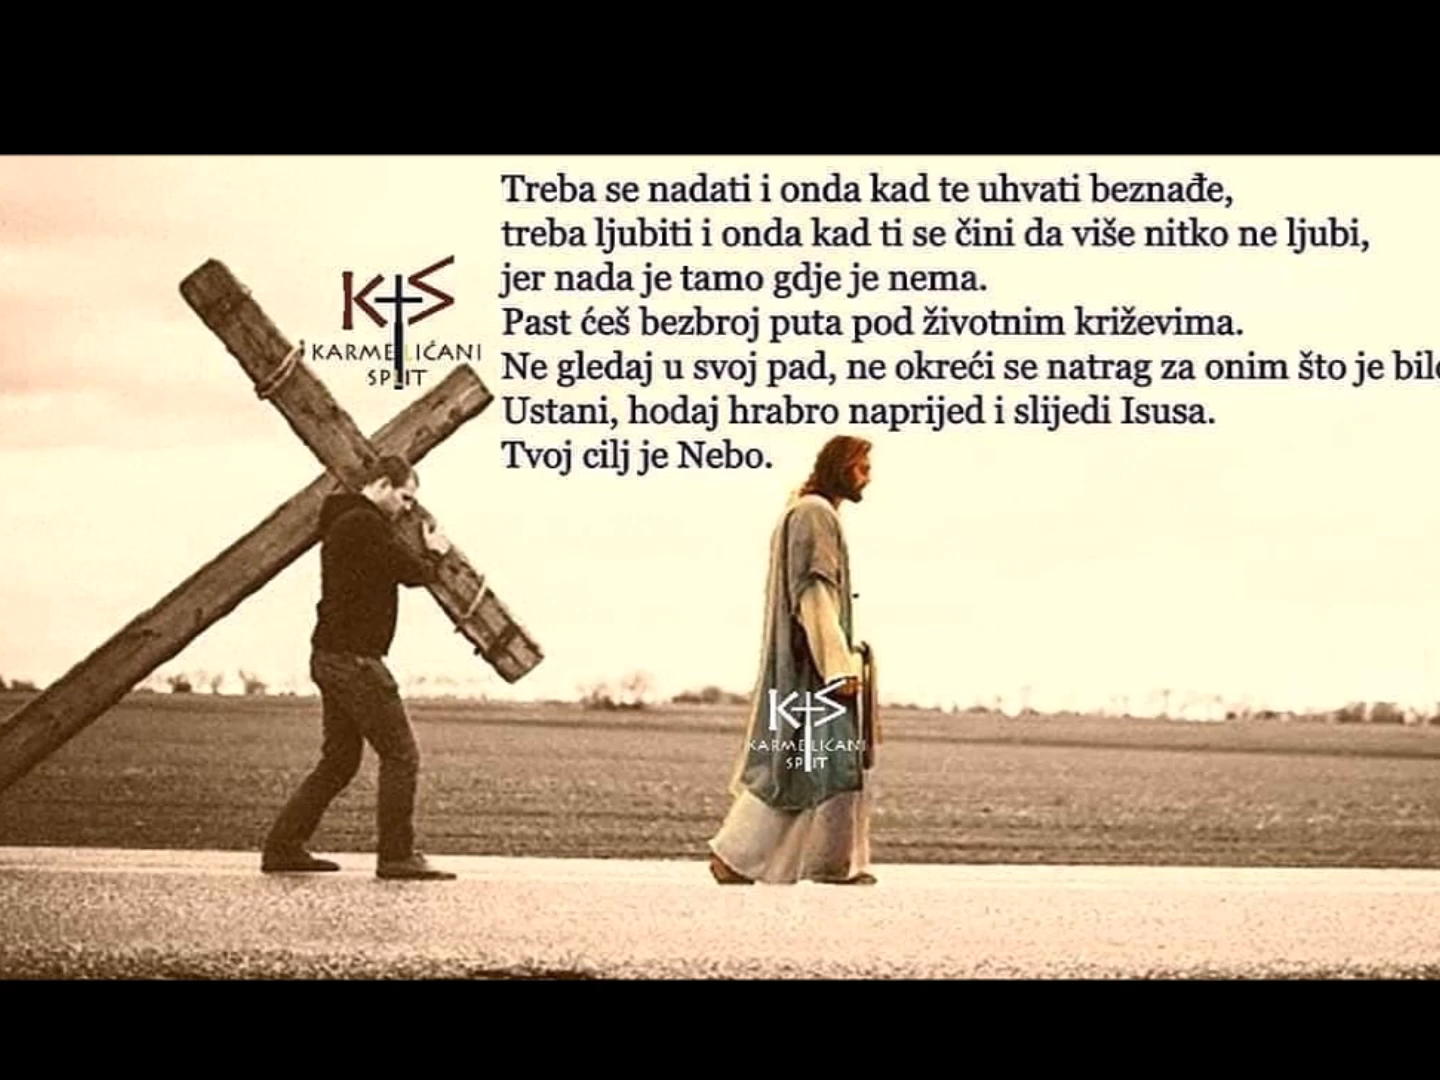 Treba se nadati i onda kad te uhvati beznađe,
treba ljubiti i onda kad ti se čini da više nitko ne ljubi,
jer nada je tamo gdje je nema.
Past ćeš bezbroj puta pod životnim križevima.
Ne gledaj u svoj pad, ne okreći se natrag za onim što je
Ustani, hodaj hrabro naprijed i slijedi Isusa.
Tvoj cilj je Nebo.
KS
KARMELIĆANI
SPLIT
KS
KARMELIĆANI
SPLIT